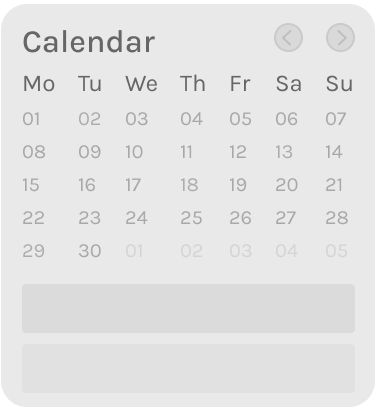 Calendar
Mo Tu We Th Fr Sa Su
01 02 03 04 05 06 07
08 09 10 11 12 13 14
15 16 17 18 19 20 21
22 23 24 25 26 27 28
29 30 01 02 03 04 05